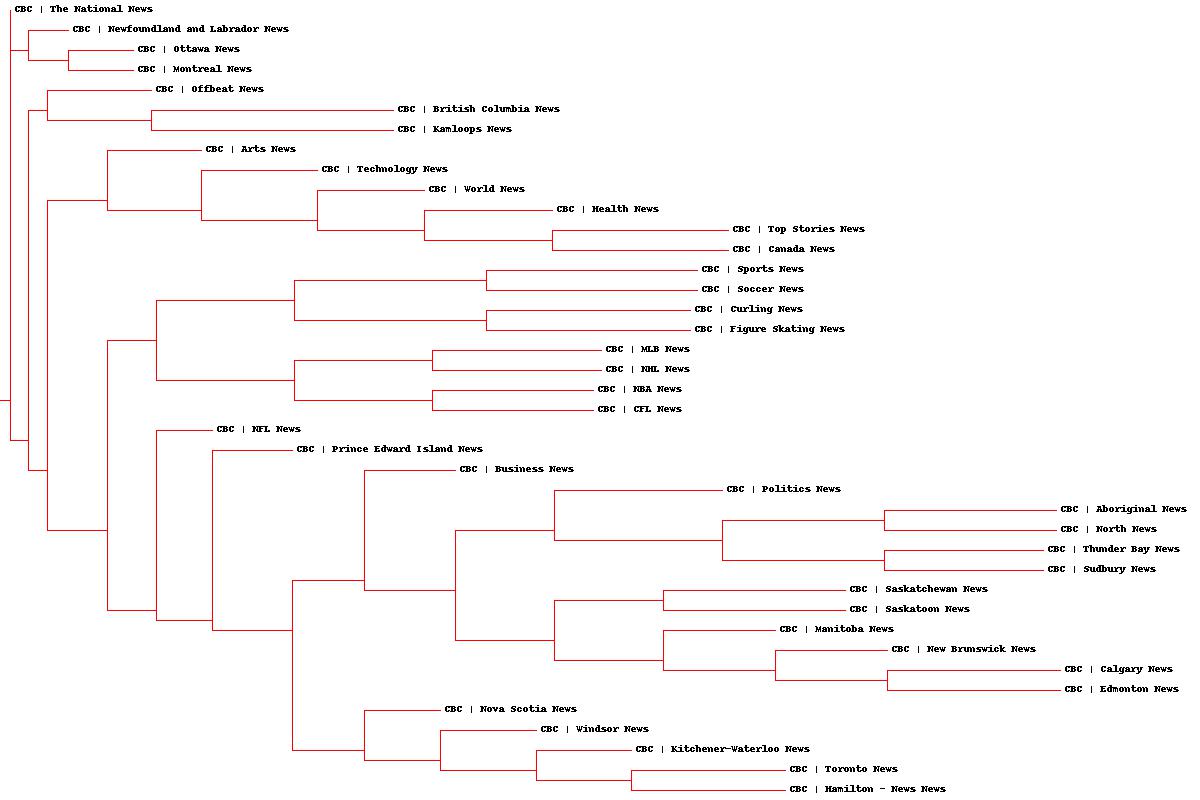 CBC | The National News
CBC | Newfoundland and Labrador News
CBC | Ottawa News
CBC | Montreal News
CBC | Offbeat News
CBC | British Columbia News
CBC | Kamloops News
CBC | Arts News
CBC | Technology News
CBC | World News
CBC | Health News
CBC | Top Stories News
CBC | Canada News
CBC | Sports News
CBC | Soccer News
CBC | Curling News
CBC | Figure Skating News
CBC | MLB News
CBC | NHL News
CBC | NBA News
CBC | CFL News
CBC | NFL News
CBC | Prince Edward Island News
CBC | Business News
CBC | Politics News
CBC | Aboriginal News
CBC | North News
CBC | Thunder Bay News
CBC | Sudbury News
CBC | Saskatchewan News
CBC | Saskatoon News
CBC | Manitoba News
CBC | New Brunswick News
CBC | Calgary News
CBC | Edmonton News
CBC | Nova Scotia News
CBC | Windsor News
CBC | Kitchener-Waterloo News
CBC | Toronto News
CBC | Hamilton - News News